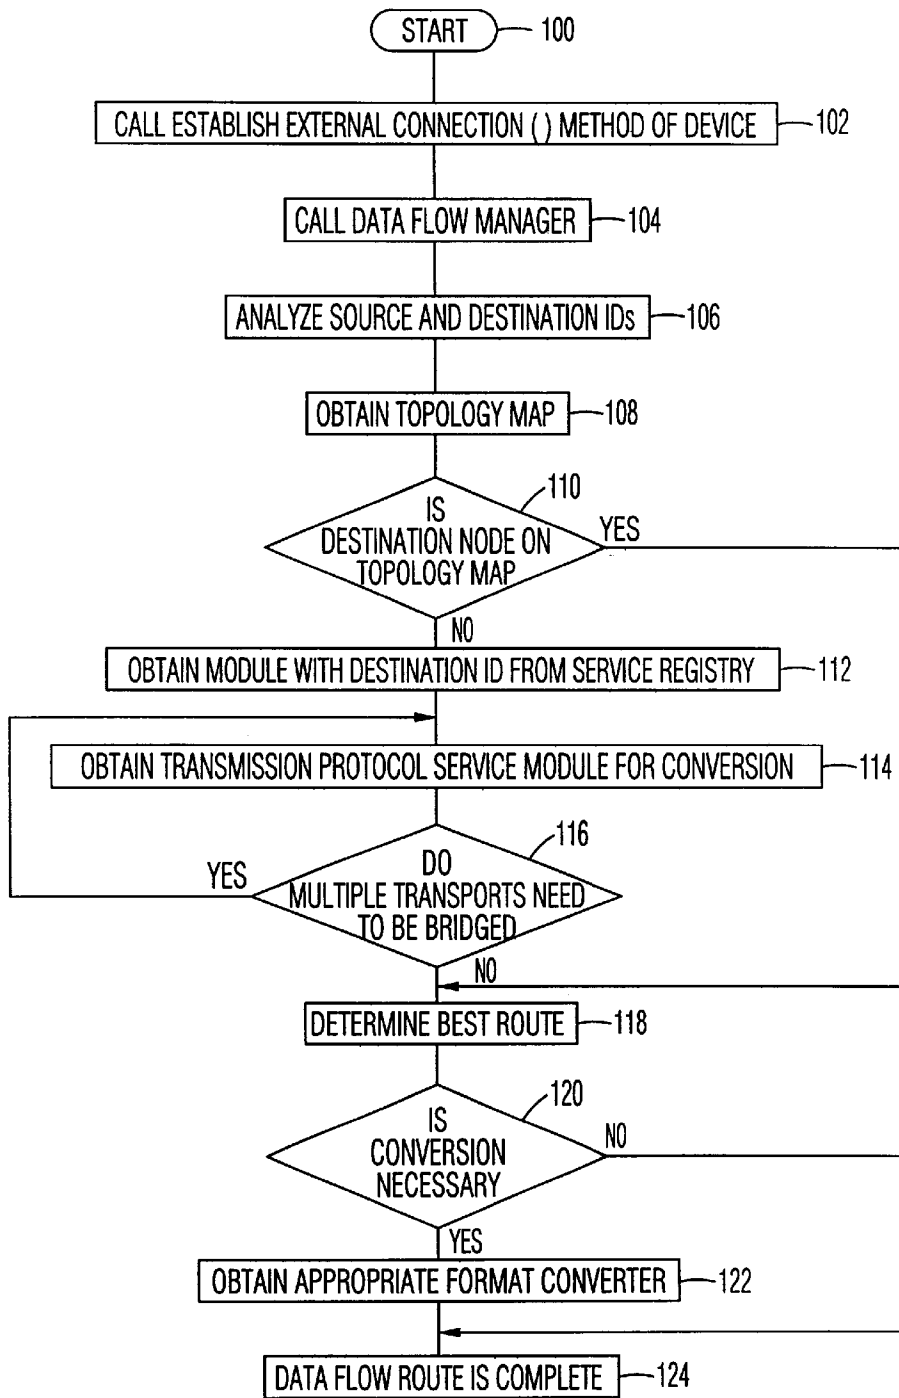 START
100
CALL ESTABLISH EXTERNAL CONNECTION ( ) METHOD OF DEVICE
102
CALL DATA FLOW MANAGER
104
ANALYZE SOURCE AND DESTINATION IDs
106
OBTAIN TOPOLOGY MAP
108
110
IS
DESTINATION NODE ON
TOPOLOGY MAP
YES
NO
OBTAIN MODULE WITH DESTINATION ID FROM SERVICE REGISTRY
112
OBTAIN TRANSMISSION PROTOCOL SERVICE MODULE FOR CONVERSION
114
116
DO
MULTIPLE TRANSPORTS NEED
TO BE BRIDGED
YES
NO
DETERMINE BEST ROUTE
118
120
IS
CONVERSION
NECESSARY
NO
YES
OBTAIN APPROPRIATE FORMAT CONVERTER
122
DATA FLOW ROUTE IS COMPLETE
124